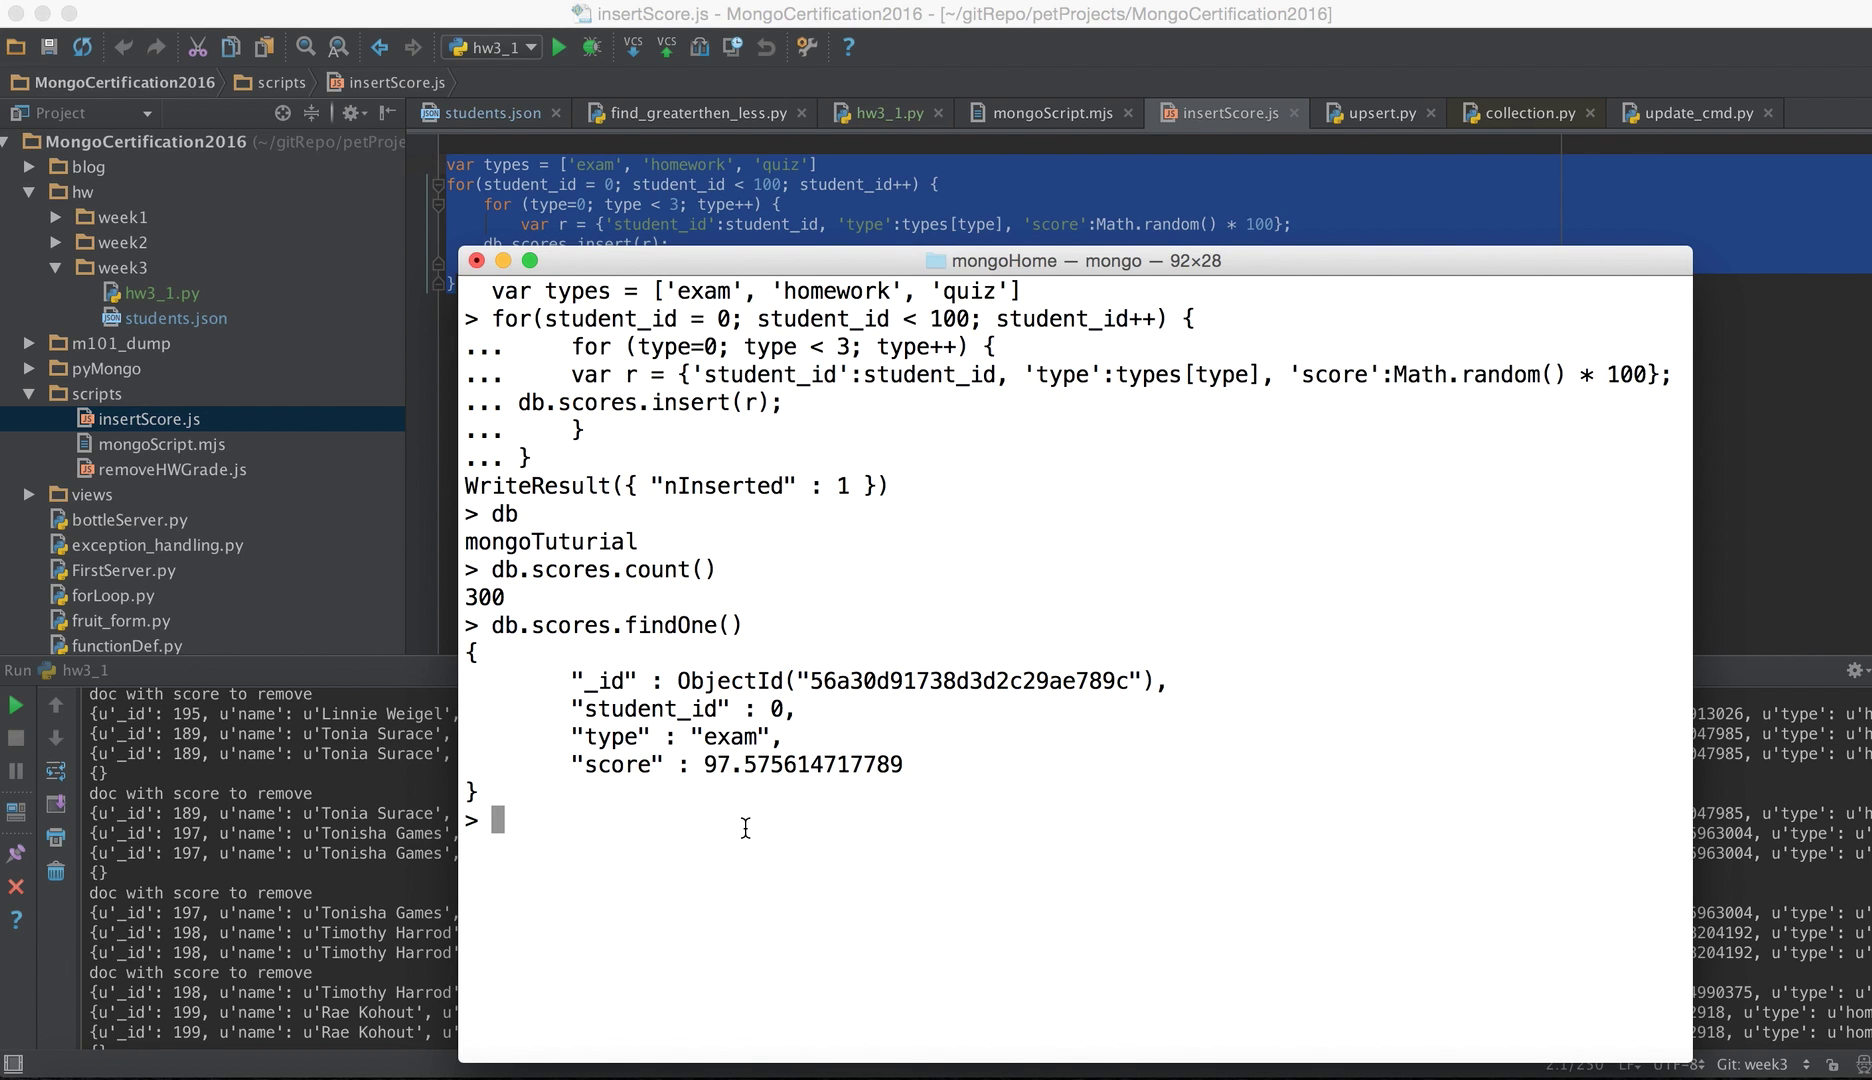 insertScore.js - MongoCertification2016 - [~/gitRepo/petProjects/MongoCertification2016]
hw3_1
VCS VCS
MongoCertification2016 scripts insertScore.js
Project
students.json find_greaterthen_less.py hw3_1.py mongoScript.mjs insertScore.js upsert.py collection.py update_cmd.py
MongoCertification2016 (~/gitRepo/petProje
blog
hw
week1
week2
week3
hw3_1.py
students.json
m101_dump
pyMongo
scripts
insertScore.js
mongoScript.mjs
removeHWGrade.js
views
bottleServer.py
exception_handling.py
FirstServer.py
forLoop.py
fruit_form.py
functionDef.py
var types = ['exam', 'homework', 'quiz']
for(student_id = 0; student_id < 100; student_id++) {
for (type=0; type < 3; type++) {
var r = {'student_id':student_id, 'type':types[type], 'score':Math.random() * 100};
db.scores.insert(r);
}
mongoHome — mongo — 92×28
var types = ['exam', 'homework', 'quiz']
> for(student_id = 0; student_id < 100; student_id++) {
... for (type=0; type < 3; type++) {
... var r = {'student_id':student_id, 'type':types[type], 'score':Math.random() * 100};
... db.scores.insert(r);
... }
... }
WriteResult({ "nInserted" : 1 })
> db
mongoTuturial
> db.scores.count()
300
> db.scores.findOne()
{
"_id" : ObjectId("56a30d91738d3d2c29ae789c"),
"student_id" : 0,
"type" : "exam",
"score" : 97.575614717789
}
>
Run hw3_1
doc with score to remove
{u'_id': 195, u'name': u'Linnie Weigel', 913026, u'type': u'h
{u'_id': 189, u'name': u'Tonia Surace', 047985, u'type': u'h
{u'_id': 189, u'name': u'Tonia Surace', 047985, u'type': u'h
{}
doc with score to remove
{u'_id': 189, u'name': u'Tonia Surace', 047985, u'type': u'h
{u'_id': 197, u'name': u'Tonisha Games', 5963004, u'type': u'
{u'_id': 197, u'name': u'Tonisha Games', 5963004, u'type': u'
{}
doc with score to remove
{u'_id': 197, u'name': u'Tonisha Games', 5963004, u'type': u'
{u'_id': 198, u'name': u'Timothy Harrod' 3204192, u'type': u'
{u'_id': 198, u'name': u'Timothy Harrod' 3204192, u'type': u'
doc with score to remove
{u'_id': 198, u'name': u'Timothy Harrod' 4990375, u'type': u'
{u'_id': 199, u'name': u'Rae Kohout', u' 2918, u'type': u'hom
{u'_id': 199, u'name': u'Rae Kohout', u' 2918, u'type': u'hom
2:1/230 LF÷ UTF-8÷ Git: week3